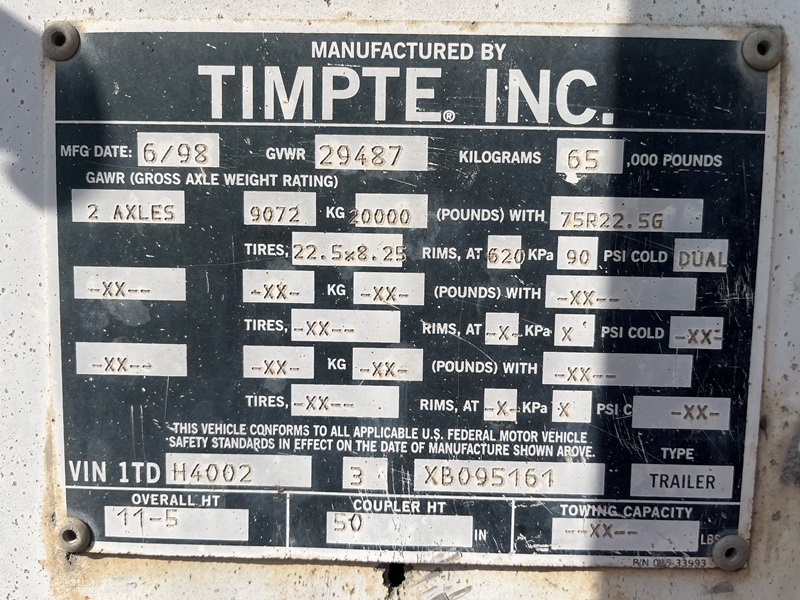 MANUFACTURED BY
TIMPTE® INC.
MFG DATE: 6/98 GVWR 29487 KILOGRAMS 65 ,000 POUNDS
GAWR (GROSS AXLE WEIGHT RATING)
2 AXLES 9072 KG 20000 (POUNDS) WITH 75R22.5G
TIRES, 22.5x8.25 RIMS, AT 620 KPa 90 PSI COLD DUAL
-XX-- -XX- KG -XX- (POUNDS) WITH -XX--
TIRES, -XX-- RIMS, AT -X- KPa X PSI COLD -XX-
-XX-- -XX- KG -XX- (POUNDS) WITH -XX--
TIRES, -XX-- RIMS, AT -X- KPa X PSI C -XX-
THIS VEHICLE CONFORMS TO ALL APPLICABLE U.S. FEDERAL MOTOR VEHICLE
SAFETY STANDARDS IN EFFECT ON THE DATE OF MANUFACTURE SHOWN ABOVE.
TYPE
VIN 1TD H4002 3 XB095161 TRAILER
OVERALL HT COUPLER HT TOWING CAPACITY
11-5 50 IN --XX-- LBS
P/N 085-33993